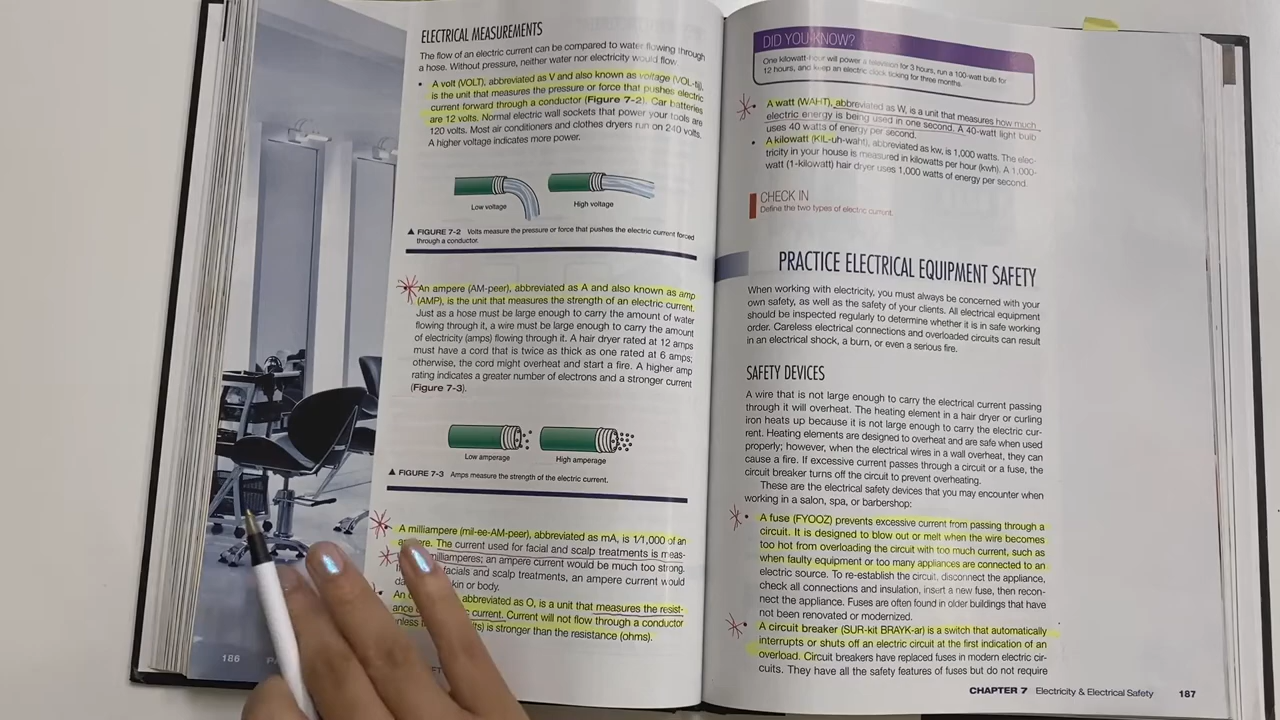 ELECTRICAL MEASUREMENTS
The flow of an electric current can be compared to water flowing through
a hose. Without pressure, neither water nor electricity would flow.
• A volt (VOLT), abbreviated as V and also known as voltage (VOL-tij),
is the unit that measures the pressure or force that pushes electric
current forward through a conductor (Figure 7-2). Car batteries
are 12 volts. Normal electric wall sockets that power your tools are
120 volts. Most air conditioners and clothes dryers run on 240 volts.
A higher voltage indicates more power.
Low voltage
High voltage
▲ FIGURE 7-2 Volts measure the pressure or force that pushes the electric current forced
through a conductor.
An ampere (AM-peer), abbreviated as A and also known as amp
(AMP), is the unit that measures the strength of an electric current.
Just as a hose must be large enough to carry the amount of water
flowing through it, a wire must be large enough to carry the amount
of electricity (amps) flowing through it. A hair dryer rated at 12 amps
must have a cord that is twice as thick as one rated at 6 amps;
otherwise, the cord might overheat and start a fire. A higher amp
rating indicates a greater number of electrons and a stronger current
(Figure 7-3).
Low amperage
High amperage
▲ FIGURE 7-3 Amps measure the strength of the electric current.
• A milliampere (mil-ee-AM-peer), abbreviated as mA, is 1/1,000 of an
ampere. The current used for facial and scalp treatments is meas-
milliamperes; an ampere current would be much too strong.
facials and scalp treatments, an ampere current would
skin or body.
• An abbreviated as O, is a unit that measures the resist-
ance current. Current will not flow through a conductor
is stronger than the resistance (ohms).
186
DID YOU KNOW?
One kilowatt-hour will power a television for 3 hours, run a 100-watt bulb for
12 hours, and keep an electric clock ticking for three months.
• A watt (WAHT), abbreviated as W, is a unit that measures how much
electric energy is being used in one second. A 40-watt light bulb
uses 40 watts of energy per second.
• A kilowatt (KIL-uh-waht), abbreviated as kw, is 1,000 watts. The elec-
tricity in your house is measured in kilowatts per hour (kwh). A 1,000-
watt (1-kilowatt) hair dryer uses 1,000 watts of energy per second.
CHECK IN
Define the two types of electric current.
PRACTICE ELECTRICAL EQUIPMENT SAFETY
When working with electricity, you must always be concerned with your
own safety, as well as the safety of your clients. All electrical equipment
should be inspected regularly to determine whether it is in safe working
order. Careless electrical connections and overloaded circuits can result
in an electrical shock, a burn, or even a serious fire.
SAFETY DEVICES
A wire that is not large enough to carry the electrical current passing
through it will overheat. The heating element in a hair dryer or curling
iron heats up because it is not large enough to carry the electric cur-
rent. Heating elements are designed to overheat and are safe when used
properly; however, when the electrical wires in a wall overheat, they can
cause a fire. If excessive current passes through a circuit or a fuse, the
circuit breaker turns off the circuit to prevent overheating.
These are the electrical safety devices that you may encounter when
working in a salon, spa, or barbershop:
• A fuse (FYOOZ) prevents excessive current from passing through a
circuit. It is designed to blow out or melt when the wire becomes
too hot from overloading the circuit with too much current, such as
when faulty equipment or too many appliances are connected to an
electric source. To re-establish the circuit, disconnect the appliance,
check all connections and insulation, insert a new fuse, then recon-
nect the appliance. Fuses are often found in older buildings that have
not been renovated or modernized.
• A circuit breaker (SUR-kit BRAYK-ar) is a switch that automatically
interrupts or shuts off an electric circuit at the first indication of an
overload. Circuit breakers have replaced fuses in modern electric cir-
cuits. They have all the safety features of fuses but do not require
CHAPTER 7 Electricity & Electrical Safety 187